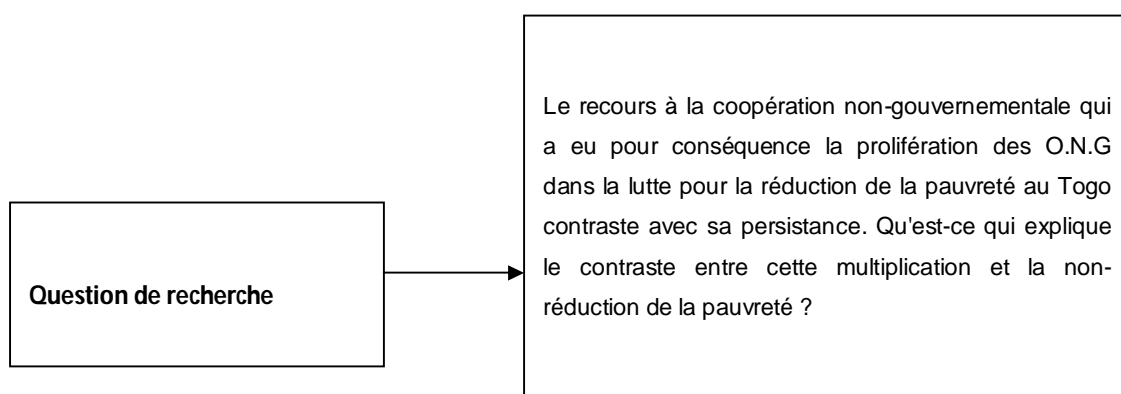 Question de recherche
Le recours à la coopération non-gouvernementale qui
a eu pour conséquence la prolifération des O.N.G
dans la lutte pour la réduction de la pauvreté au Togo
contraste avec sa persistance. Qu'est-ce qui explique
le contraste entre cette multiplication et la non-
réduction de la pauvreté ?